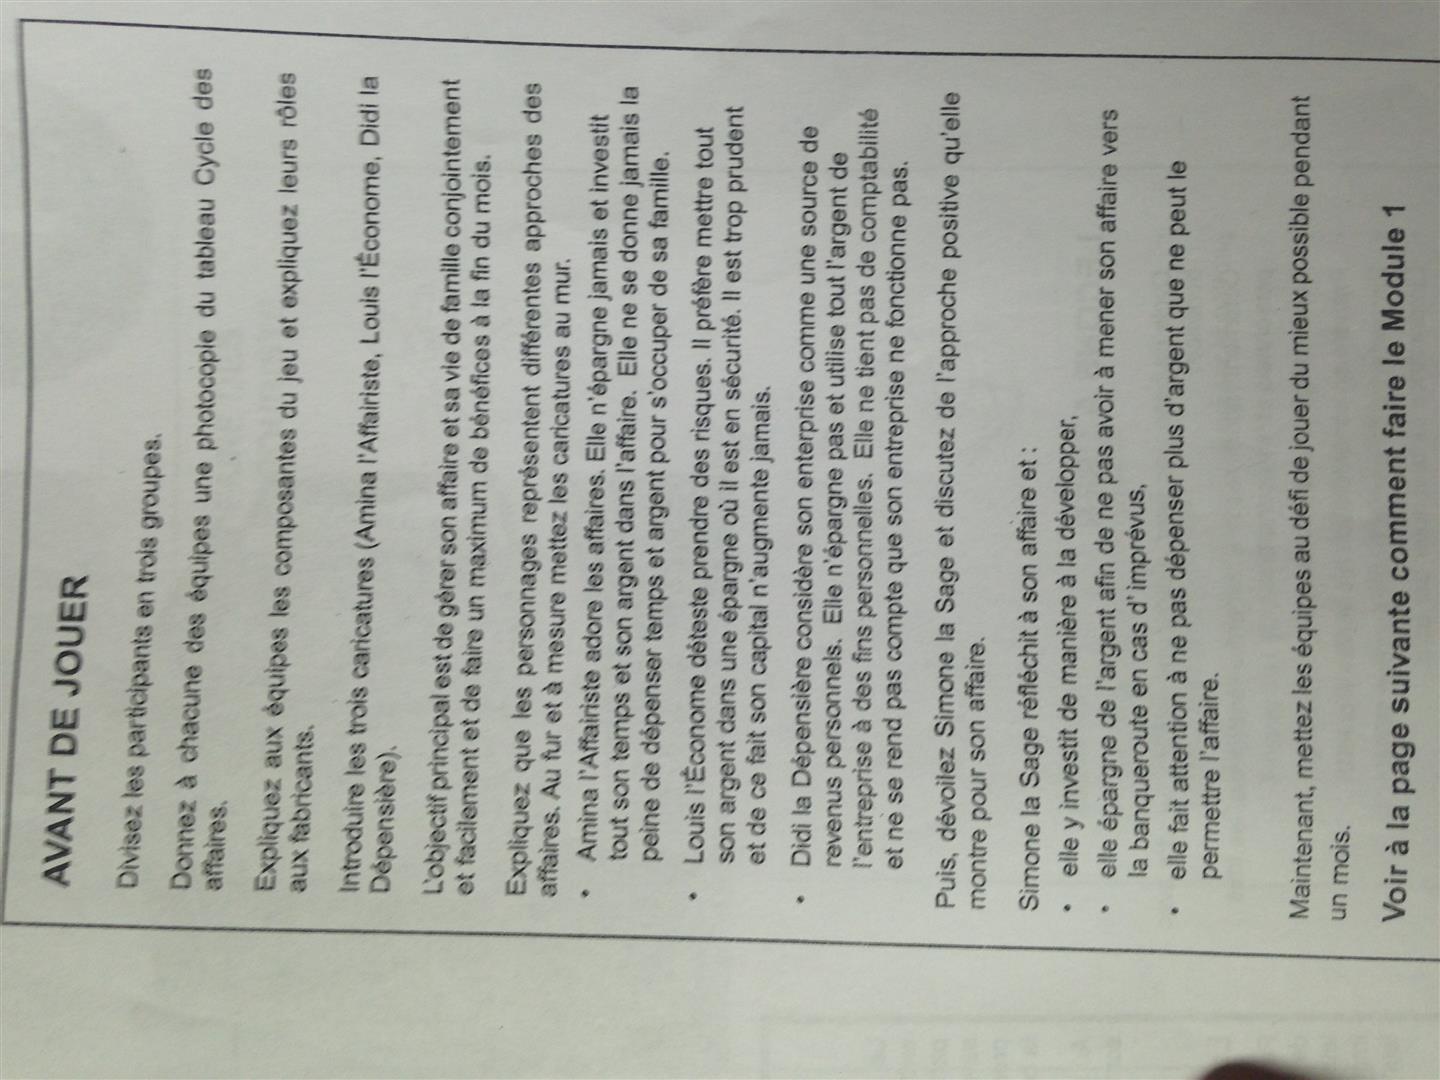 AVANT DE JOUER
Divisez les participants en trois groupes.
Donnez à chacune des équipes une photocopie du tableau Cycle des
affaires.
Expliquez aux équipes les composantes du jeu et expliquez leurs rôles
aux fabricants.
Introduire les trois caricatures (Amina l'Affairiste, Louis l'Économe, Didi la
Dépensière).
L'objectif principal est de gérer son affaire et sa vie de famille conjointement
et facilement et de faire un maximum de bénéfices à la fin du mois.
Expliquez que les personnages représentent différentes approches des
affaires. Au fur et à mesure mettez les caricatures au mur.
• Amina l'Affairiste adore les affaires. Elle n'épargne jamais et investit
tout son temps et son argent dans l'affaire. Elle ne se donne jamais la
peine de dépenser temps et argent pour s'occuper de sa famille.
• Louis l'Économe déteste prendre des risques. Il préfère mettre tout
son argent dans une épargne où il est en sécurité. Il est trop prudent
et de ce fait son capital n'augmente jamais.
• Didi la Dépensière considère son enterprise comme une source de
revenus personnels. Elle n'épargne pas et utilise tout l'argent de
l'entreprise à des fins personnelles. Elle ne tient pas de comptabilité
et ne se rend pas compte que son entreprise ne fonctionne pas.
Puis, dévoilez Simone la Sage et discutez de l'approche positive qu'elle
montre pour son affaire.
Simone la Sage réfléchit à son affaire et :
• elle y investit de manière à la développer,
• elle épargne de l'argent afin de ne pas avoir à mener son affaire vers
la banqueroute en cas d' imprévus,
• elle fait attention à ne pas dépenser plus d'argent que ne peut le
permettre l'affaire.
Maintenant, mettez les équipes au défi de jouer du mieux possible pendant
un mois.
Voir à la page suivante comment faire le Module 1